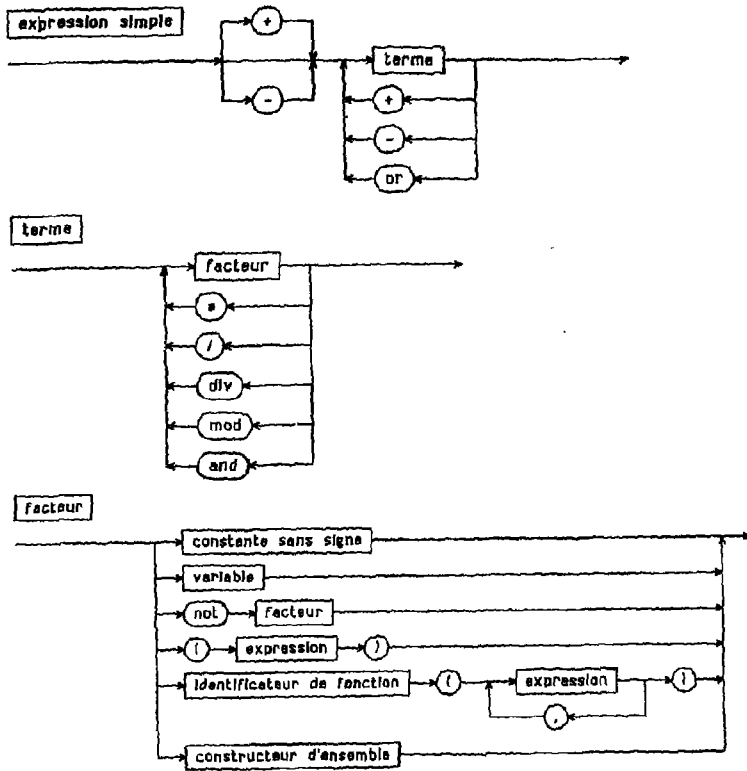 expression simple
+
terme
-
+
-
or
terme
facteur
*
/
div
mod
and
facteur
constante sans signe
variable
not facteur
( expression )
identificateur de fonction ( expression )
,
constructeur d'ensemble